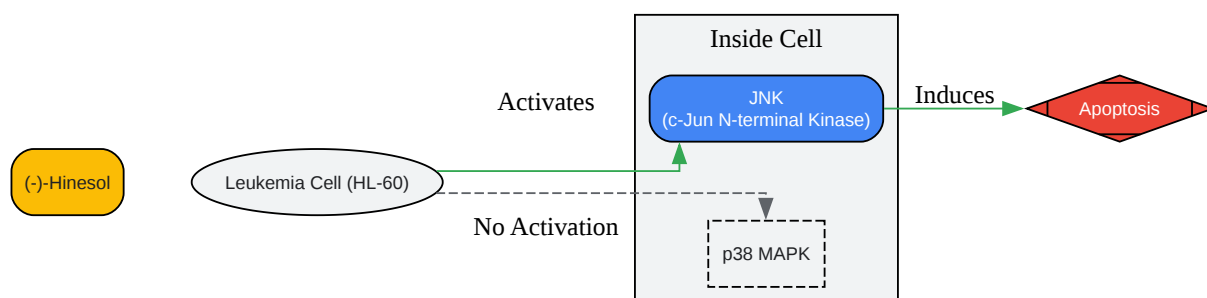 Inside Cell
Activates
JNK
(c-Jun N-terminal Kinase)
Induces
Apoptosis
(-)-Hinesol
Leukemia Cell (HL-60)
No Activation
p38 MAPK